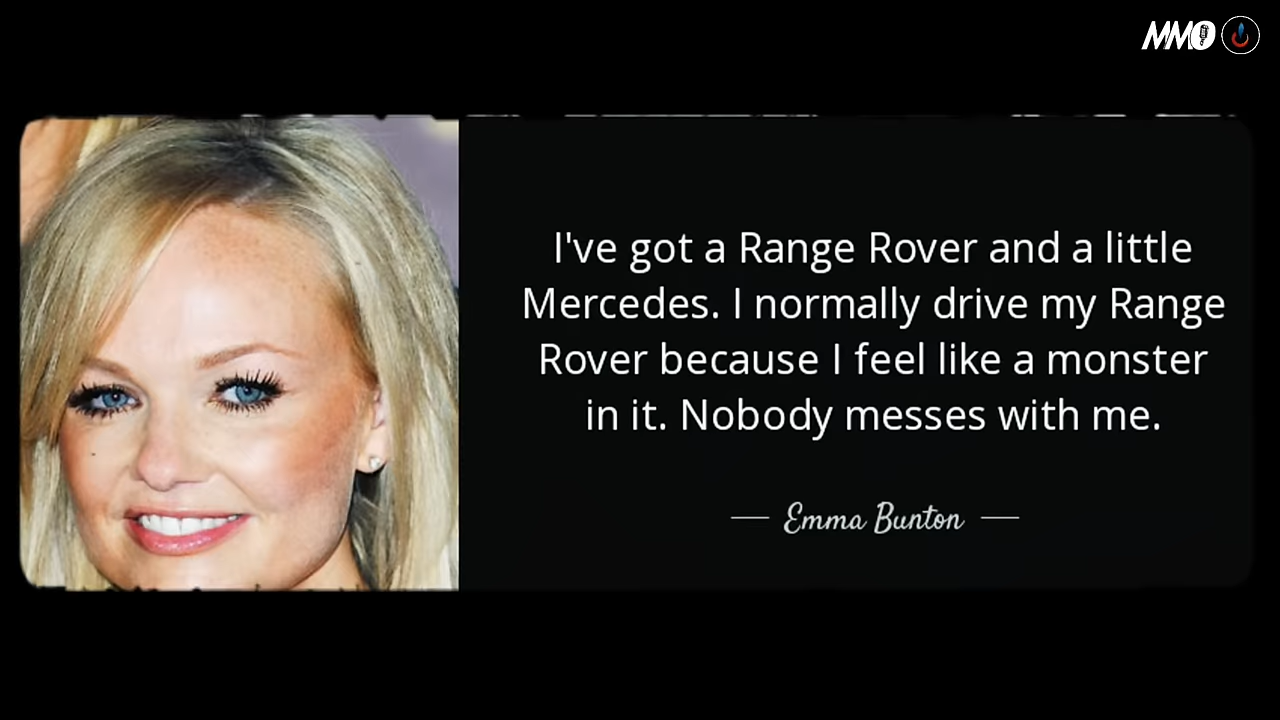 MMO
I've got a Range Rover and a little
Mercedes. I normally drive my Range
Rover because I feel like a monster
in it. Nobody messes with me.
— Emma Bunton —